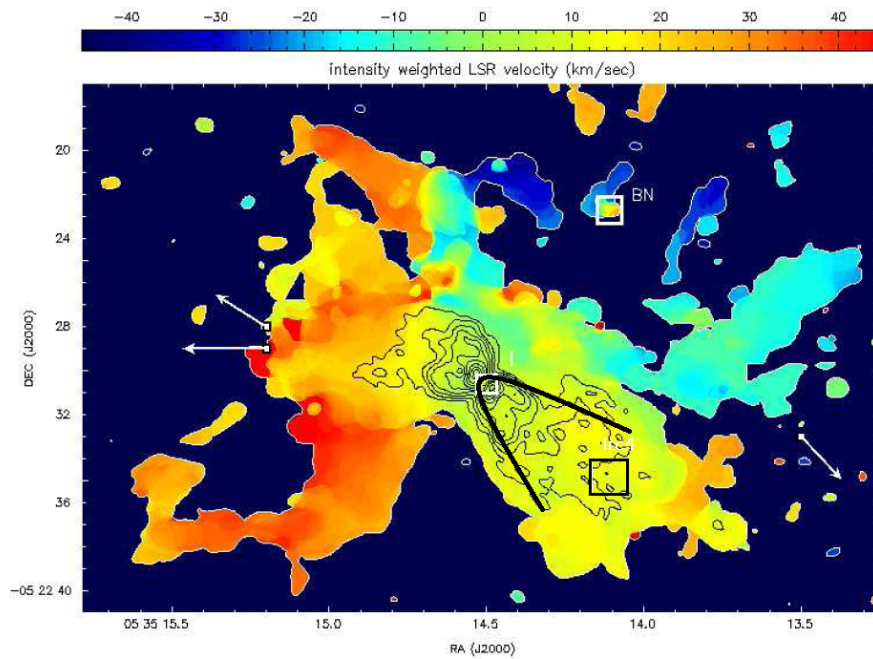 −40 −30 −20 −10 0 10 20 30 40
intensity weighted LSR velocity (km/sec)
20
BN
24
28
DEC (J2000)
I
32
Irc4
36
−05 22 40
05 35 15.5 15.0 14.5 14.0 13.5
RA (J2000)